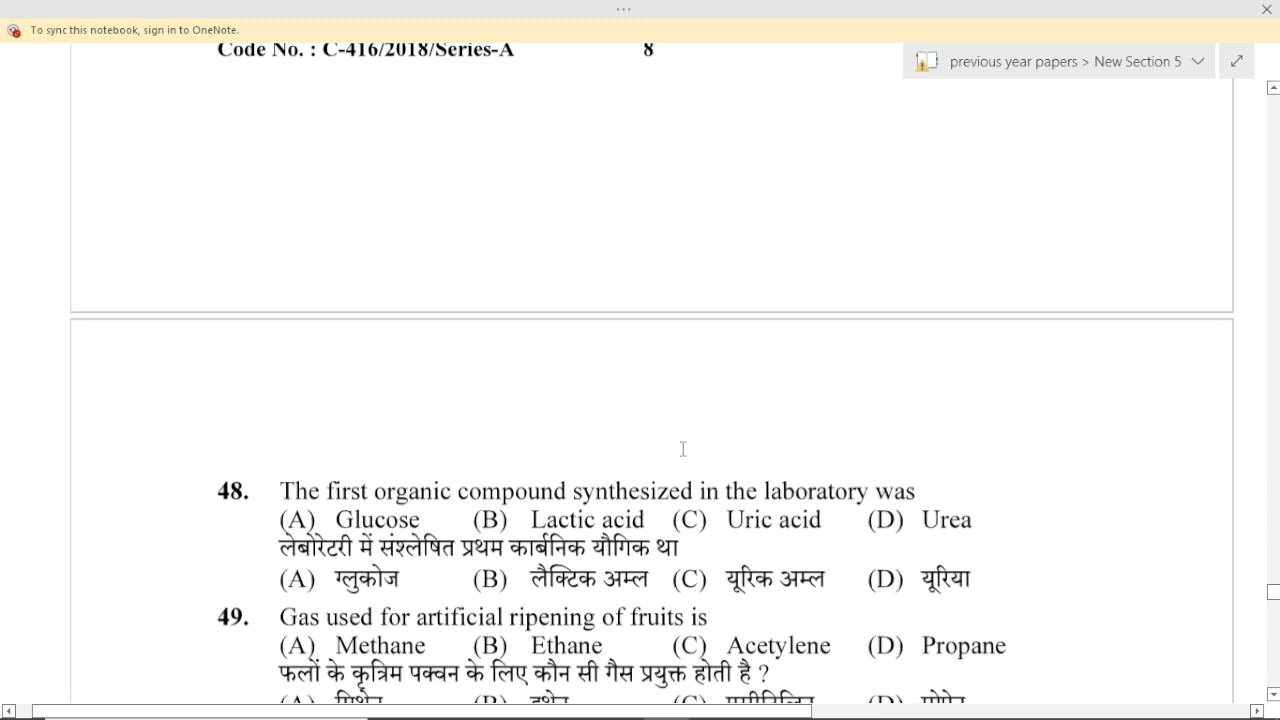 ...
To sync this notebook, sign in to OneNote.
Code No. : C-416/2018/Series-A 8
previous year papers > New Section 5
48. The first organic compound synthesized in the laboratory was
(A) Glucose (B) Lactic acid (C) Uric acid (D) Urea
लेबोरेटरी में संश्लेषित प्रथम कार्बनिक यौगिक था
(A) ग्लुकोज (B) लैक्टिक अम्ल (C) यूरिक अम्ल (D) यूरिया
49. Gas used for artificial ripening of fruits is
(A) Methane (B) Ethane (C) Acetylene (D) Propane
फलों के कृत्रिम पक्वन के लिए कौन सी गैस प्रयुक्त होती है ?